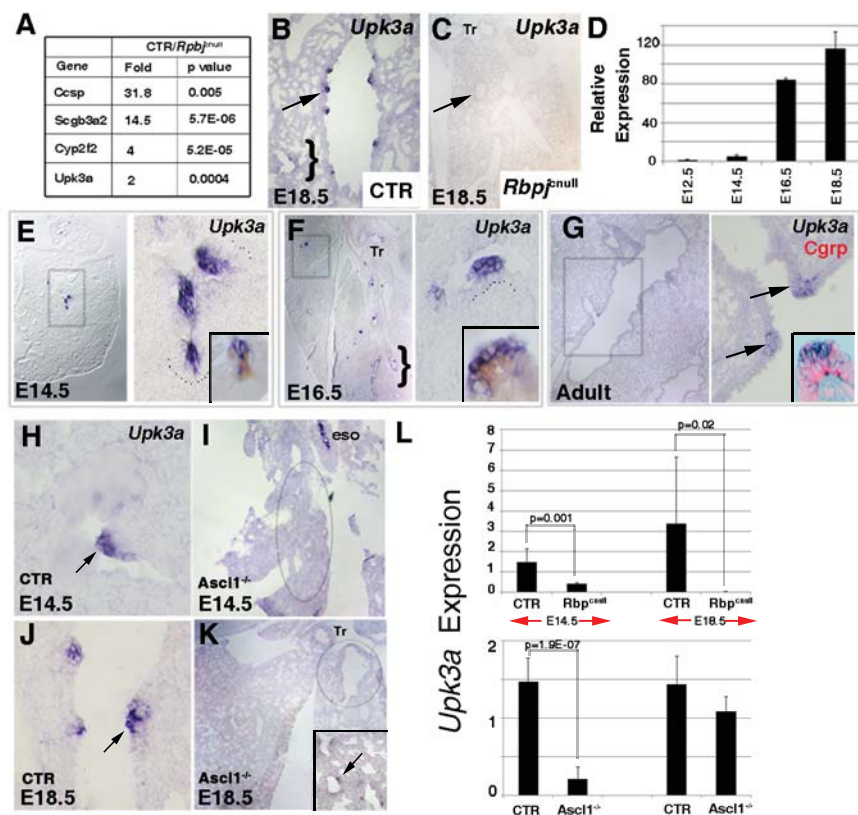 A
CTR/Rpbjcnull
Gene Fold p value
Ccsp 31.8 0.005
Scgb3a2 14.5 5.7E-06
Cyp2f2 4 5.2E-05
Upk3a 2 0.0004
B Upk3a
}
E18.5 CTR
C Tr Upk3a
E18.5 Rbpjcnull
D
Relative Expression
120
80
40
0
E12.5 E14.5 E16.5 E18.5
E Upk3a
E14.5
F Tr Upk3a
}
E16.5
G Upk3a
Cgrp
Adult
H Upk3a
CTR
E14.5
I eso
Ascl1-/-
E14.5
J
CTR
E18.5
K Tr
Ascl1-/-
E18.5
L
Upk3a Expression
8
7
6
5
4
3
2
1
0
p=0.001
p=0.02
CTR Rbpcnull CTR Rbpcnull
E14.5 E18.5
2
1
0
p=1.9E-07
CTR Ascl1-/- CTR Ascl1-/-